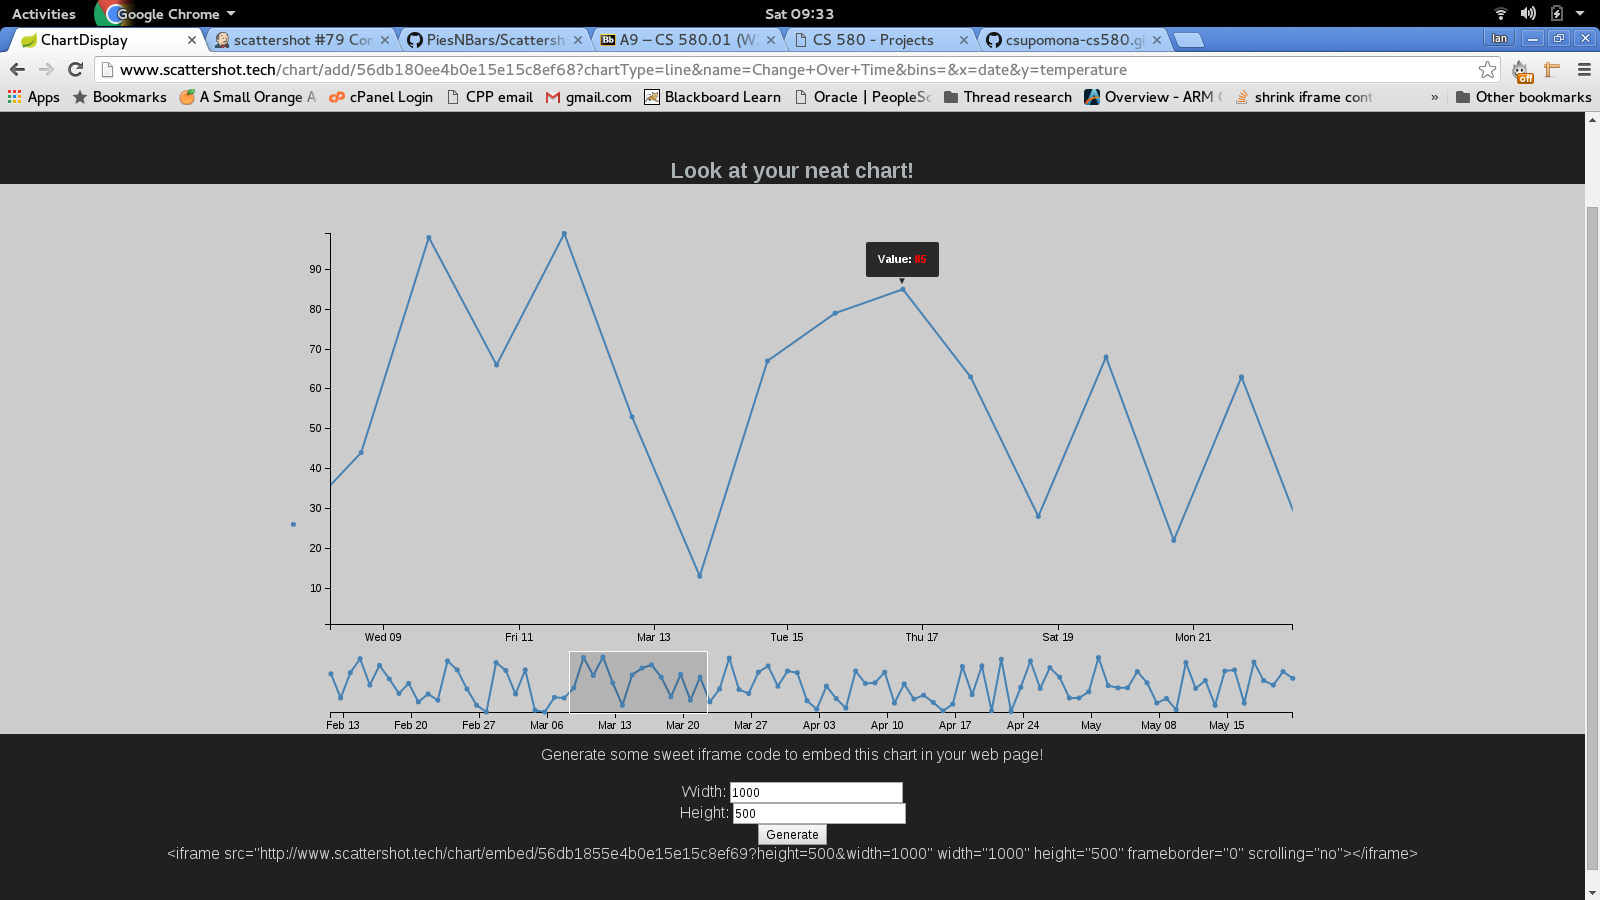 Activities Google Chrome Sat 09:33
ChartDisplay scattershot #79 Con PiesNBars/Scattersh A9 – CS 580.01 (W CS 580 - Projects csupomona-cs580.gi Ian
www.scattershot.tech/chart/add/56db180ee4b0e15e15c8ef68?chartType=line&name=Change+Over+Time&bins=&x=date&y=temperature off
Apps Bookmarks A Small Orange A cPanel Login CPP email gmail.com Blackboard Learn Oracle | PeopleSo Thread research Overview - ARM shrink iframe cont » Other bookmarks
Look at your neat chart!
Value: 85
90
80
70
60
50
40
30
20
10
Wed 09 Fri 11 Mar 13 Tue 15 Thu 17 Sat 19 Mon 21
Feb 13 Feb 20 Feb 27 Mar 06 Mar 13 Mar 20 Mar 27 Apr 03 Apr 10 Apr 17 Apr 24 May May 08 May 15
Generate some sweet iframe code to embed this chart in your web page!
Width: 1000
Height: 500
Generate
<iframe src="http://www.scattershot.tech/chart/embed/56db1855e4b0e15e15c8ef69?height=500&width=1000" width="1000" height="500" frameborder="0" scrolling="no"></iframe>